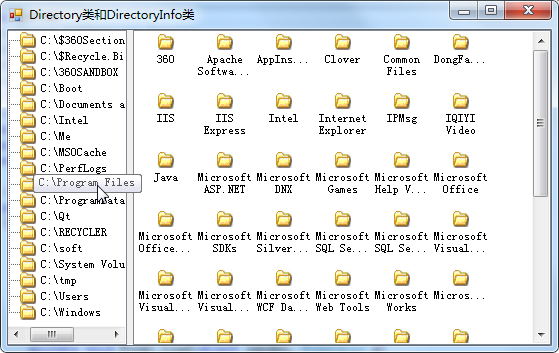 Directory类和DirectoryInfo类
C:\$360Section
C:\$Recycle.Bi
C:\360SANDBOX
C:\Boot
C:\Documents a
C:\Intel
C:\Me
C:\MSOCache
C:\PerfLogs
C:\Program Files
C:\ProgramData
C:\Qt
C:\RECYCLER
C:\soft
C:\System Volu
C:\tmp
C:\Users
C:\Windows
360
Apache
Softwa...
AppIns...
Clover
Common
Files
DongFa...
IIS
IIS
Express
Intel
Internet
Explorer
IPMsg
IQIYI
Video
Java
Microsoft
ASP.NET
Microsoft
DNX
Microsoft
Games
Microsoft
Help V...
Microsoft
Office
Microsoft
Office...
Microsoft
SDKs
Microsoft
Silver...
Microsoft
SQL Se...
Microsoft
SQL Se...
Microsoft
Visual...
Microsoft
Visual...
Microsoft
Visual...
Microsoft
WCF Da...
Microsoft
Web Tools
Microsoft
Works
Micros...